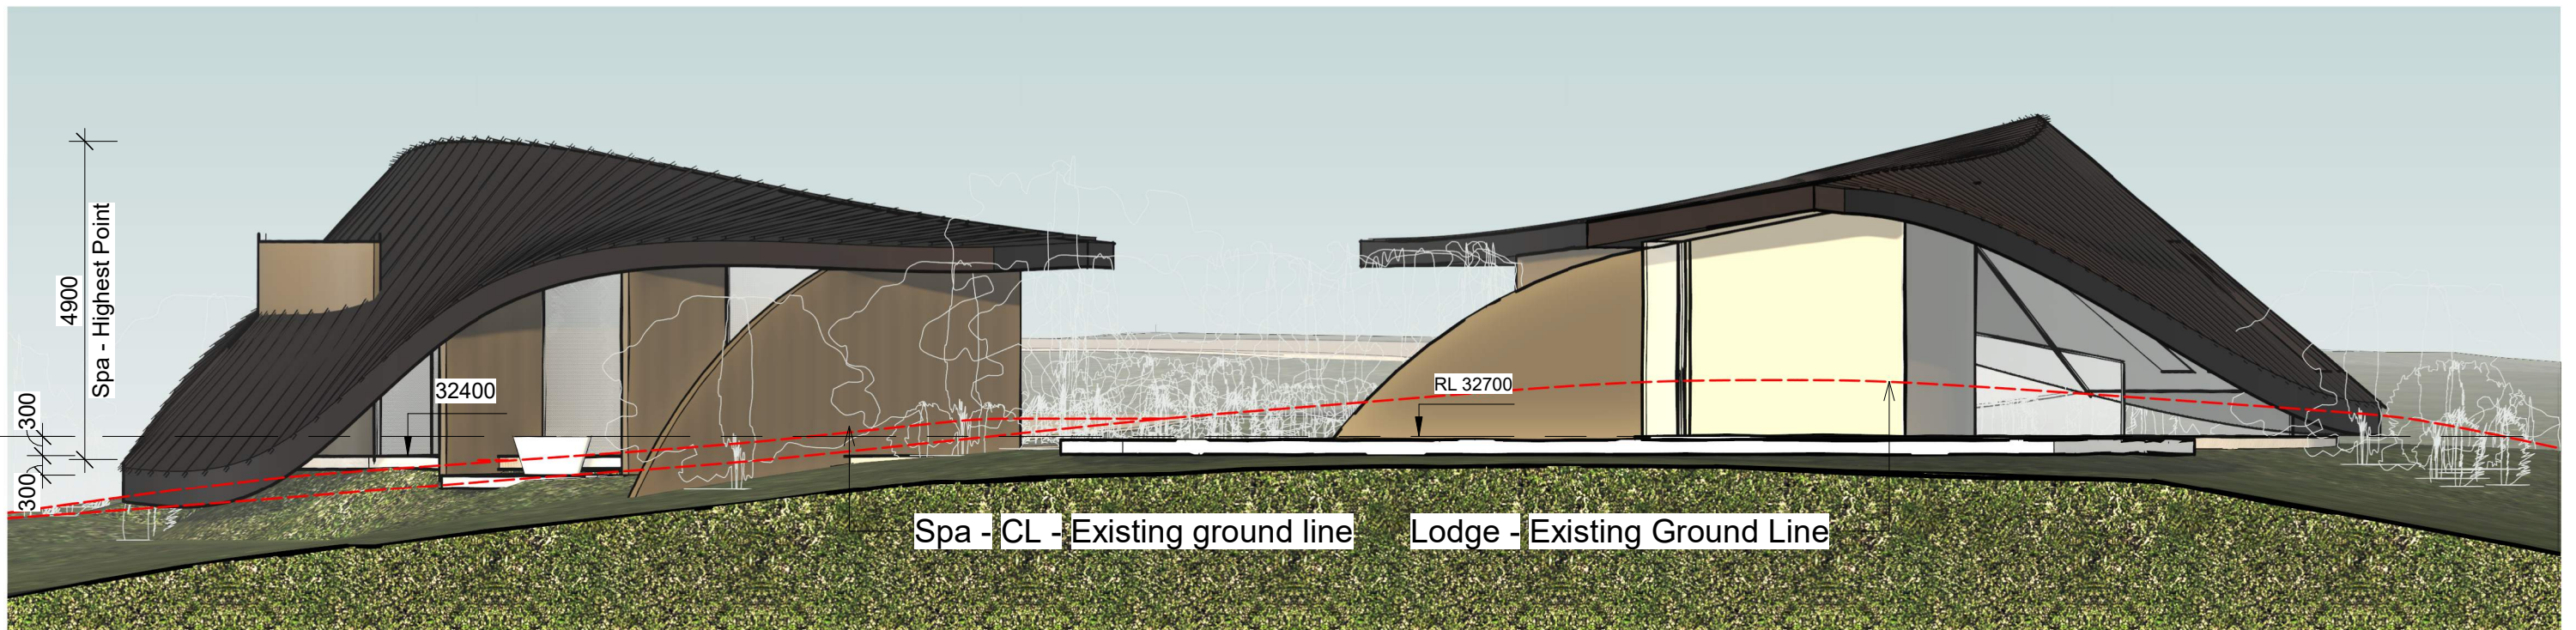 4900
Spa - Highest Point
300
300
32400
RL 32700
Spa - CL - Existing ground line
Lodge - Existing Ground Line